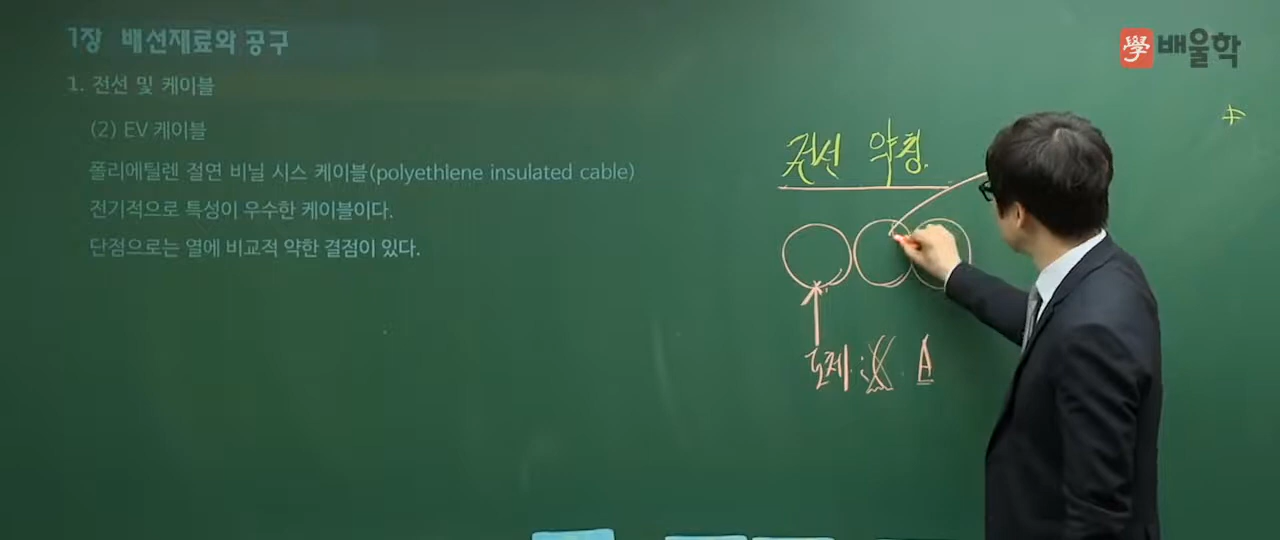 1장 배선재료와 공구
學 배울학
1. 전선 및 케이블
(2) EV 케이블
폴리에틸렌 절연 비닐 시스 케이블(polyethlene insulated cable)
전기적으로 특성이 우수한 케이블이다.
단점으로는 열에 비교적 약한 결점이 있다.
전선 약칭.
도체: A